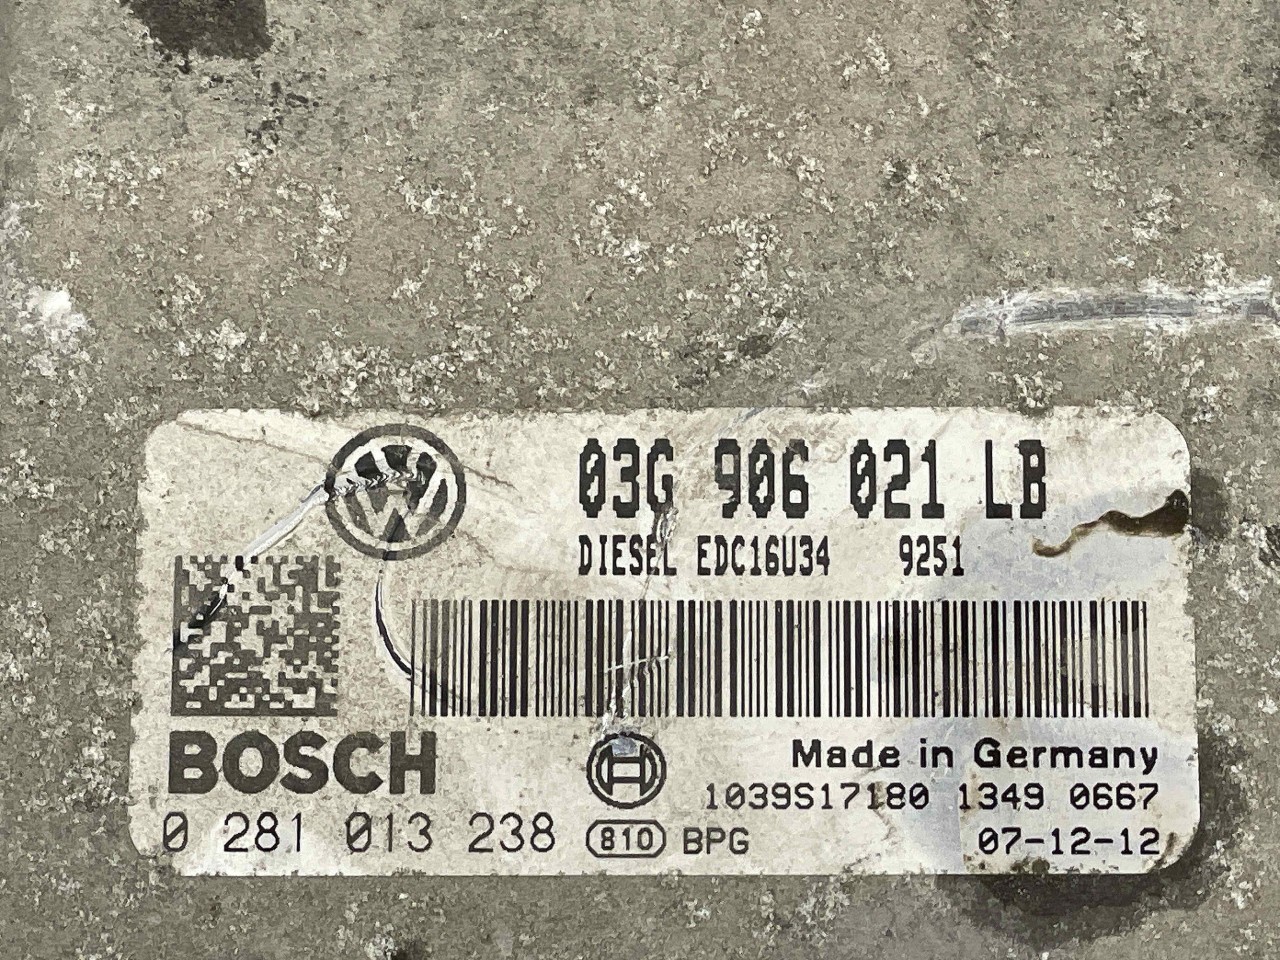 03G 906 021 LB
DIESEL EDC16U34 9251
BOSCH
Made in Germany
1039S17180 1349 0667
0 281 013 238 810 BPG 07-12-12